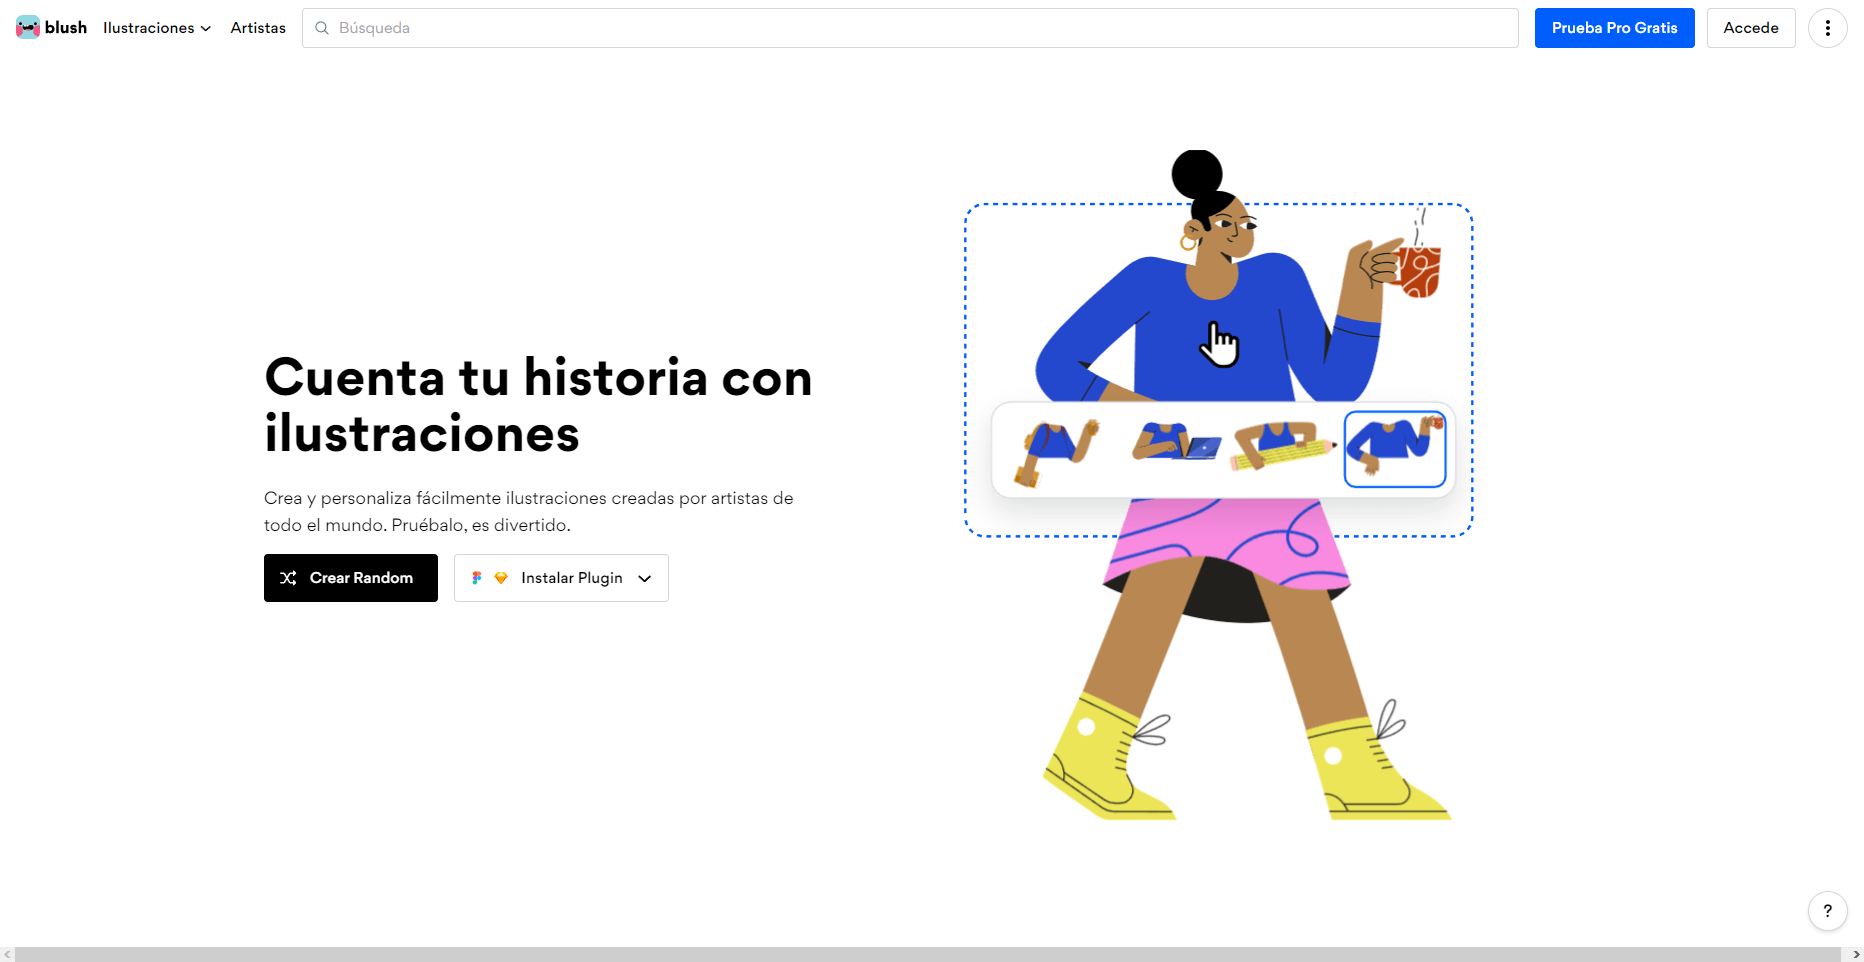 blush
Ilustraciones
Artistas
Búsqueda
Prueba Pro Gratis
Accede
Cuenta tu historia con
ilustraciones
Crea y personaliza fácilmente ilustraciones creadas por artistas de
todo el mundo. Pruébalo, es divertido.
Crear Random
Instalar Plugin
?